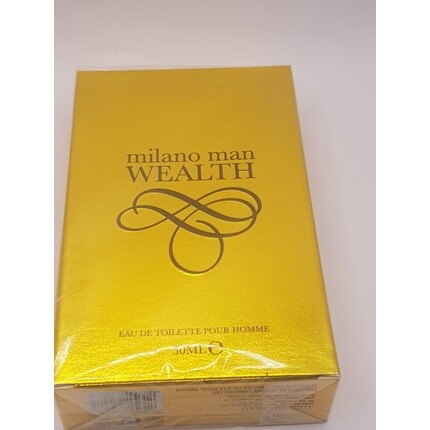 milano man
WEALTH
EAU DE TOILETTE POUR HOMME
50ML℮